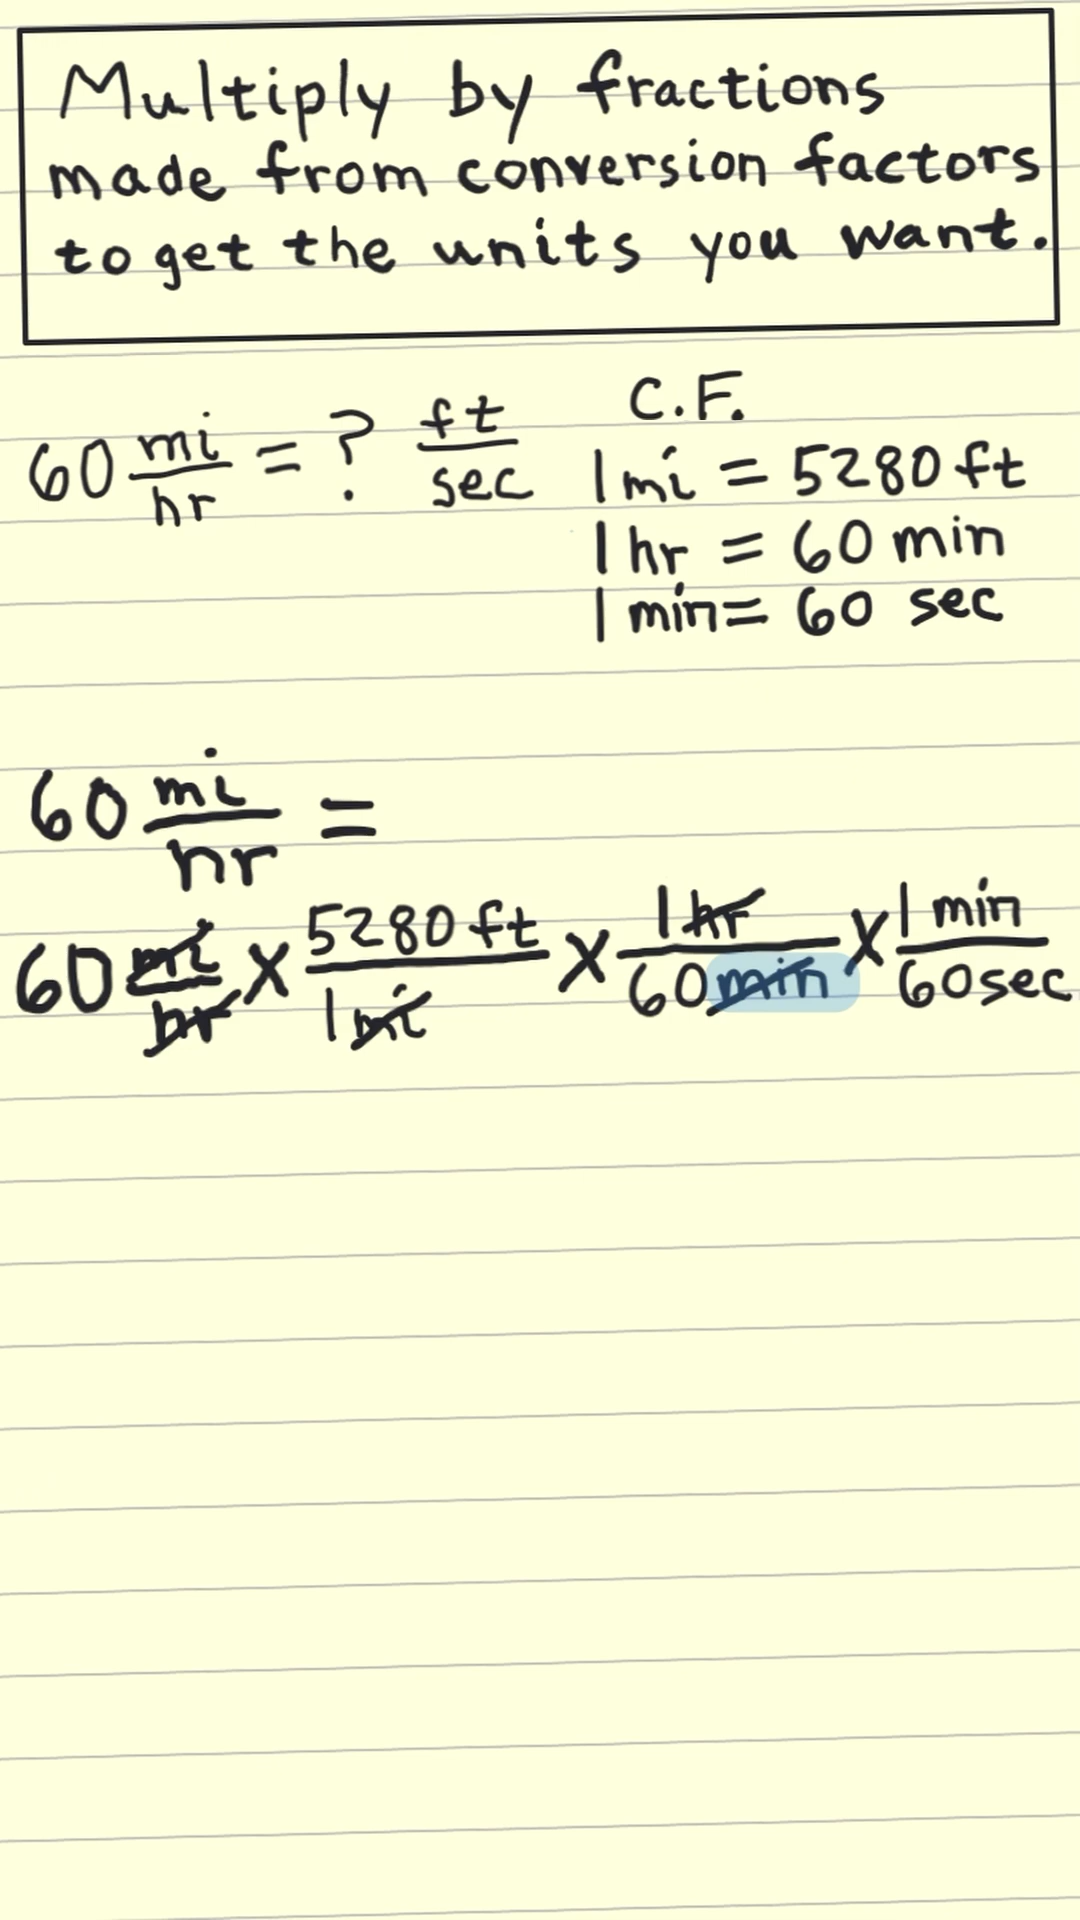 Multiply by fractions
made from conversion factors
to get the units you want.
60 mi/hr = ? ft/sec
C.F.
1 mi = 5280 ft
1 hr = 60 min
1 min = 60 sec
60 mi/hr =
60 mi/hr x 5280 ft/1 mi x 1 hr/60 min x 1 min/60 sec